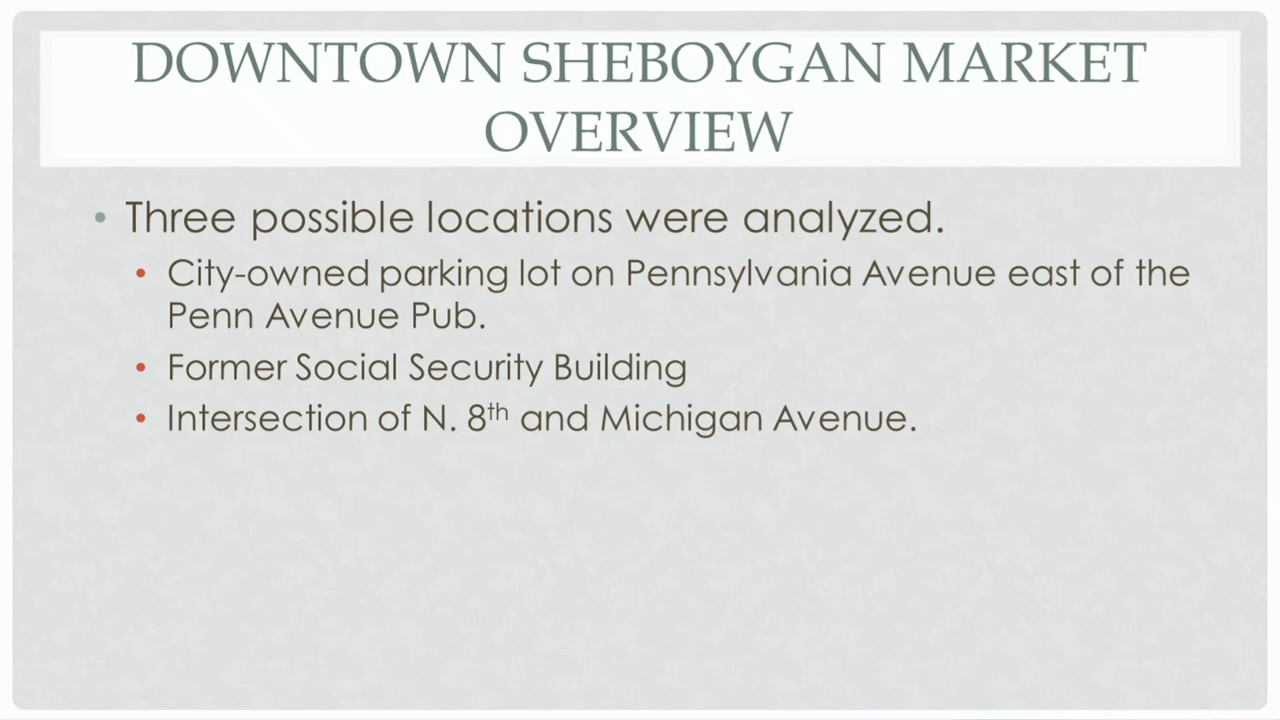 DOWNTOWN SHEBOYGAN MARKET
OVERVIEW
• Three possible locations were analyzed.
• City-owned parking lot on Pennsylvania Avenue east of the
Penn Avenue Pub.
• Former Social Security Building
• Intersection of N. 8th and Michigan Avenue.